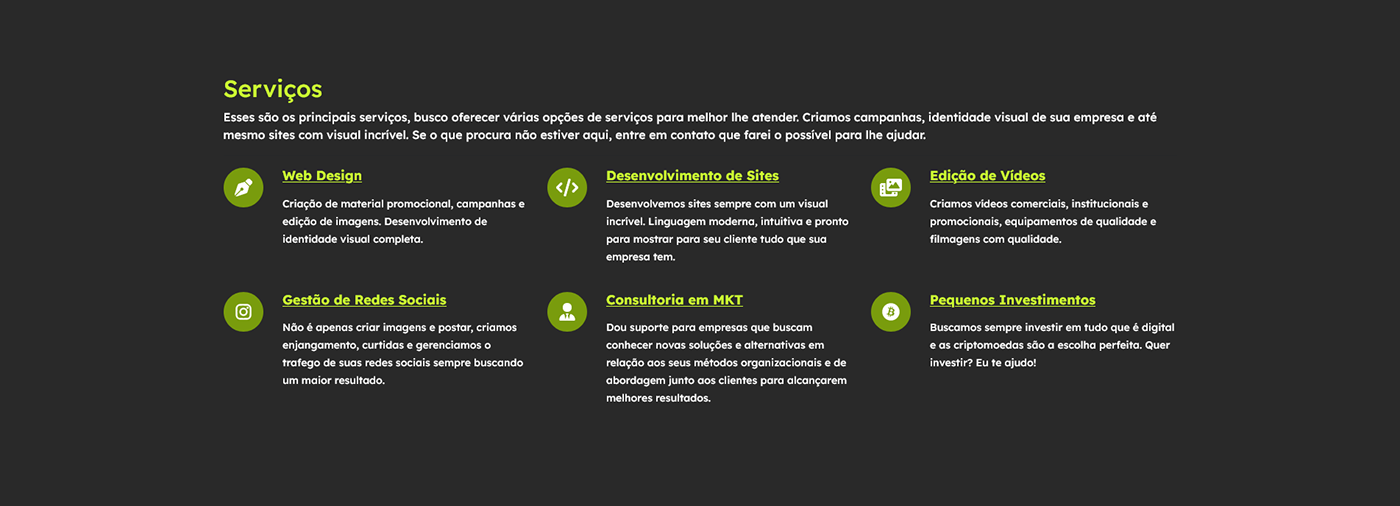 Serviços
Esses são os principais serviços, busco oferecer várias opções de serviços para melhor lhe atender. Criamos campanhas, identidade visual de sua empresa e até
mesmo sites com visual incrível. Se o que procura não estiver aqui, entre em contato que farei o possível para lhe ajudar.
Web Design
Criação de material promocional, campanhas e
edição de imagens. Desenvolvimento de
identidade visual completa.
Desenvolvimento de Sites
Desenvolvemos sites sempre com um visual
incrível. Linguagem moderna, intuitiva e pronto
para mostrar para seu cliente tudo que sua
empresa tem.
Edição de Vídeos
Criamos vídeos comerciais, institucionais e
promocionais, equipamentos de qualidade e
filmagens com qualidade.
Gestão de Redes Sociais
Não é apenas criar imagens e postar, criamos
enjangamento, curtidas e gerenciamos o
trafego de suas redes sociais sempre buscando
um maior resultado.
Consultoria em MKT
Dou suporte para empresas que buscam
conhecer novas soluções e alternativas em
relação aos seus métodos organizacionais e de
abordagem junto aos clientes para alcançarem
melhores resultados.
Pequenos Investimentos
Buscamos sempre investir em tudo que é digital
e as criptomoedas são a escolha perfeita. Quer
investir? Eu te ajudo!